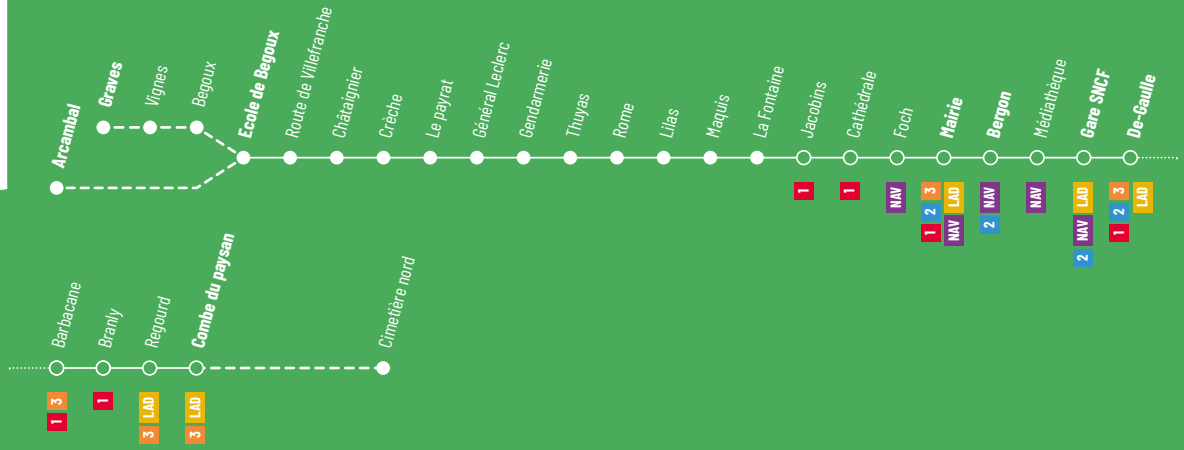 Arcambal
Graves
Vignes
Begoux
Ecole de Begoux
Route de Villefranche
Châtaignier
Crèche
Le payrat
Général Leclerc
Gendarmerie
Thuyas
Rome
Lilas
Maquis
La Fontaine
Jacobins
1
Cathédrale
1
Foch
NAV
Mairie
1 2 3
NAV LAD
Bergon
2 NAV
Médiathèque
NAV
Gare SNCF
2 NAV LAD
De-Gaulle
1 2 3
LAD
Barbacane
1 3
Branly
1
Regourd
3 LAD
Combe du paysan
3 LAD
Cimetière nord